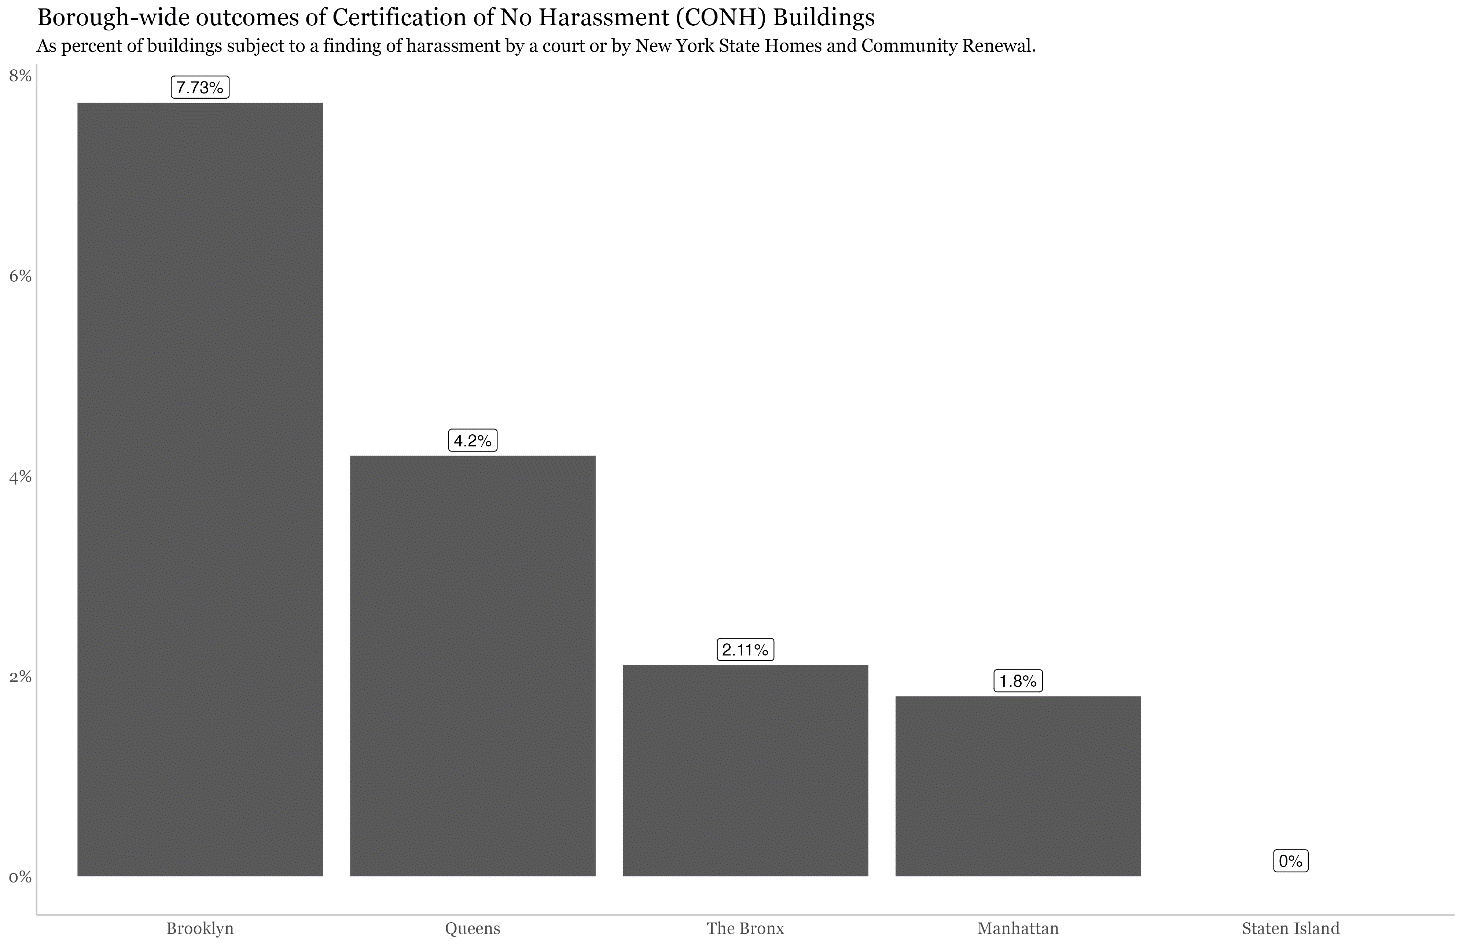 Borough-wide outcomes of Certification of No Harassment (CONH) Buildings
As percent of buildings subject to a finding of harassment by a court or by New York State Homes and Community Renewal.
8%
7.73%
6%
4.2%
4%
2.11%
2%
1.8%
0%
0%
Brooklyn
Queens
The Bronx
Manhattan
Staten Island